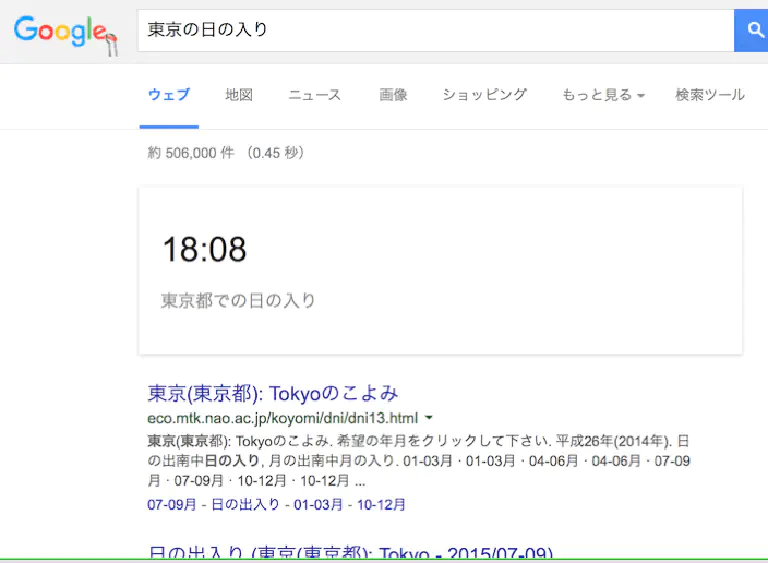 Google
東京の日の入り
ウェブ 地図 ニュース 画像 ショッピング もっと見る 検索ツール
約 506,000 件 （0.45 秒）
18:08
東京都での日の入り
東京(東京都): Tokyoのこよみ
eco.mtk.nao.ac.jp/koyomi/dni/dni13.html
東京(東京都): Tokyoのこよみ. 希望の年月をクリックして下さい. 平成26年(2014年). 日
の出南中日の入り, 月の出南中月の入り. 01-03月 · 01-03月 · 04-06月 · 04-06月 · 07-09
月 · 07-09月 · 10-12月 · 10-12月 ...
07-09月 - 日の出入り - 01-03月 - 10-12月
日の出入り (東京(東京都): Tokyo - 2015/07-09)